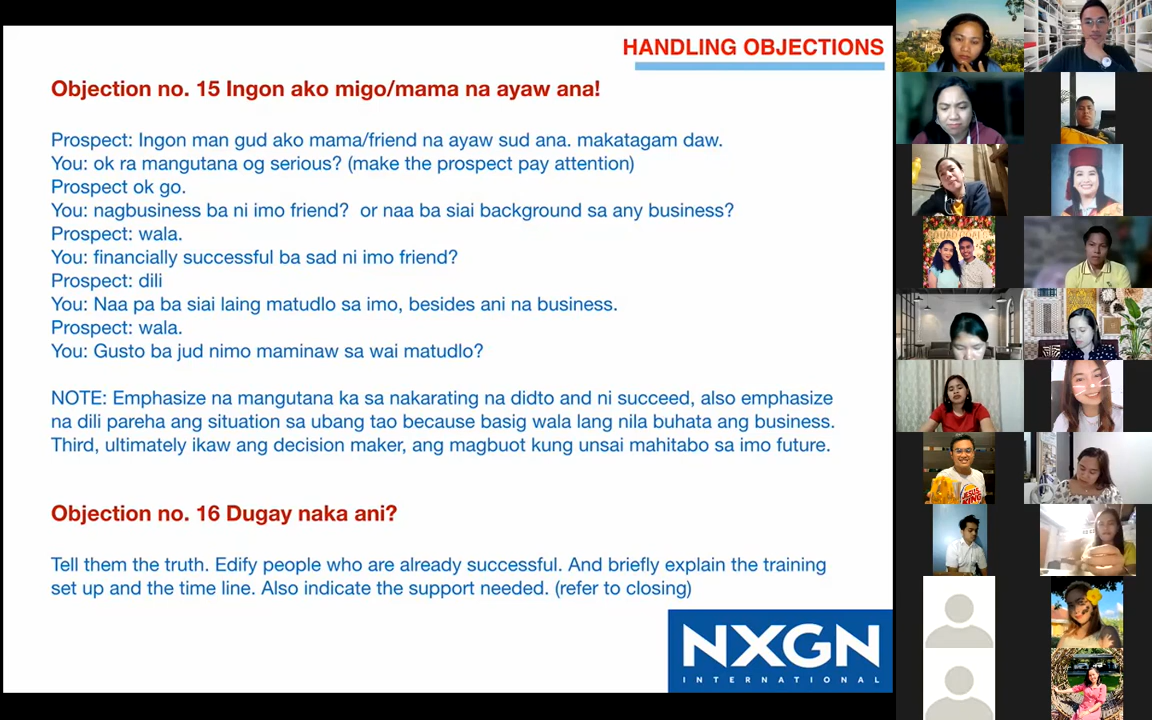 HANDLING OBJECTIONS
Objection no. 15 Ingon ako migo/mama na ayaw ana!
Prospect: Ingon man gud ako mama/friend na ayaw sud ana. makatagam daw.
You: ok ra mangutana og serious? (make the prospect pay attention)
Prospect ok go.
You: nagbusiness ba ni imo friend?  or naa ba siai background sa any business?
Prospect: wala.
You: financially successful ba sad ni imo friend?
Prospect: dili
You: Naa pa ba siai laing matudlo sa imo, besides ani na business.
Prospect: wala.
You: Gusto ba jud nimo maminaw sa wai matudlo?
NOTE: Emphasize na mangutana ka sa nakarating na didto and ni succeed, also emphasize
na dili pareha ang situation sa ubang tao because basig wala lang nila buhata ang business.
Third, ultimately ikaw ang decision maker, ang magbuot kung unsai mahitabo sa imo future.
Objection no. 16 Dugay naka ani?
Tell them the truth. Edify people who are already successful. And briefly explain the training
set up and the time line. Also indicate the support needed. (refer to closing)
NXGN
INTERNATIONAL
JESUS
KING